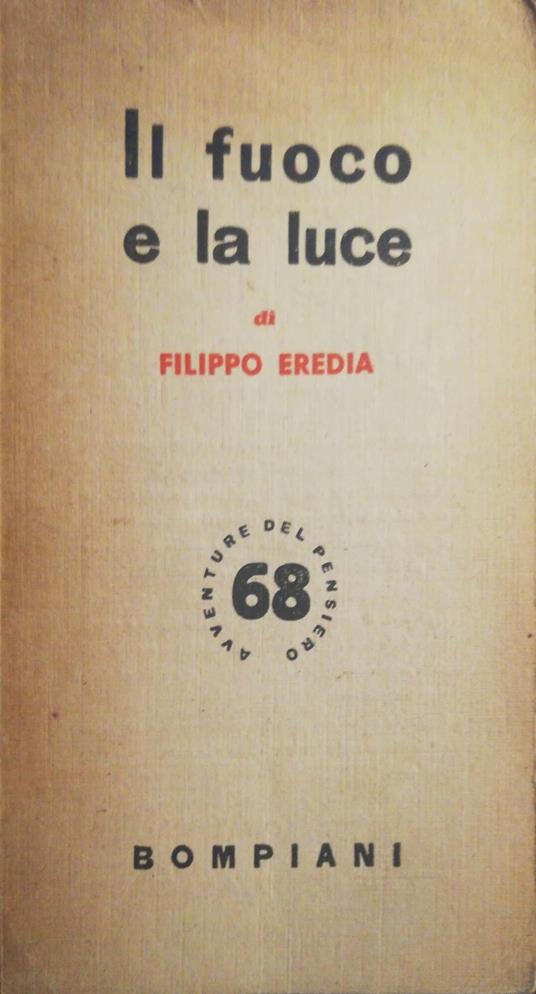 Il fuoco
e la luce
di
FILIPPO EREDIA
AVVENTURE DEL PENSIERO
68
BOMPIANI